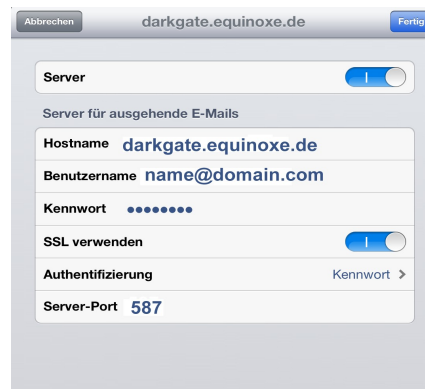 Abbrechen darkgate.equinoxe.de Fertig
Server
Server für ausgehende E-Mails
Hostname darkgate.equinoxe.de
Benutzername name@domain.com
Kennwort ●●●●●●●●
SSL verwenden
Authentifizierung Kennwort >
Server-Port 587